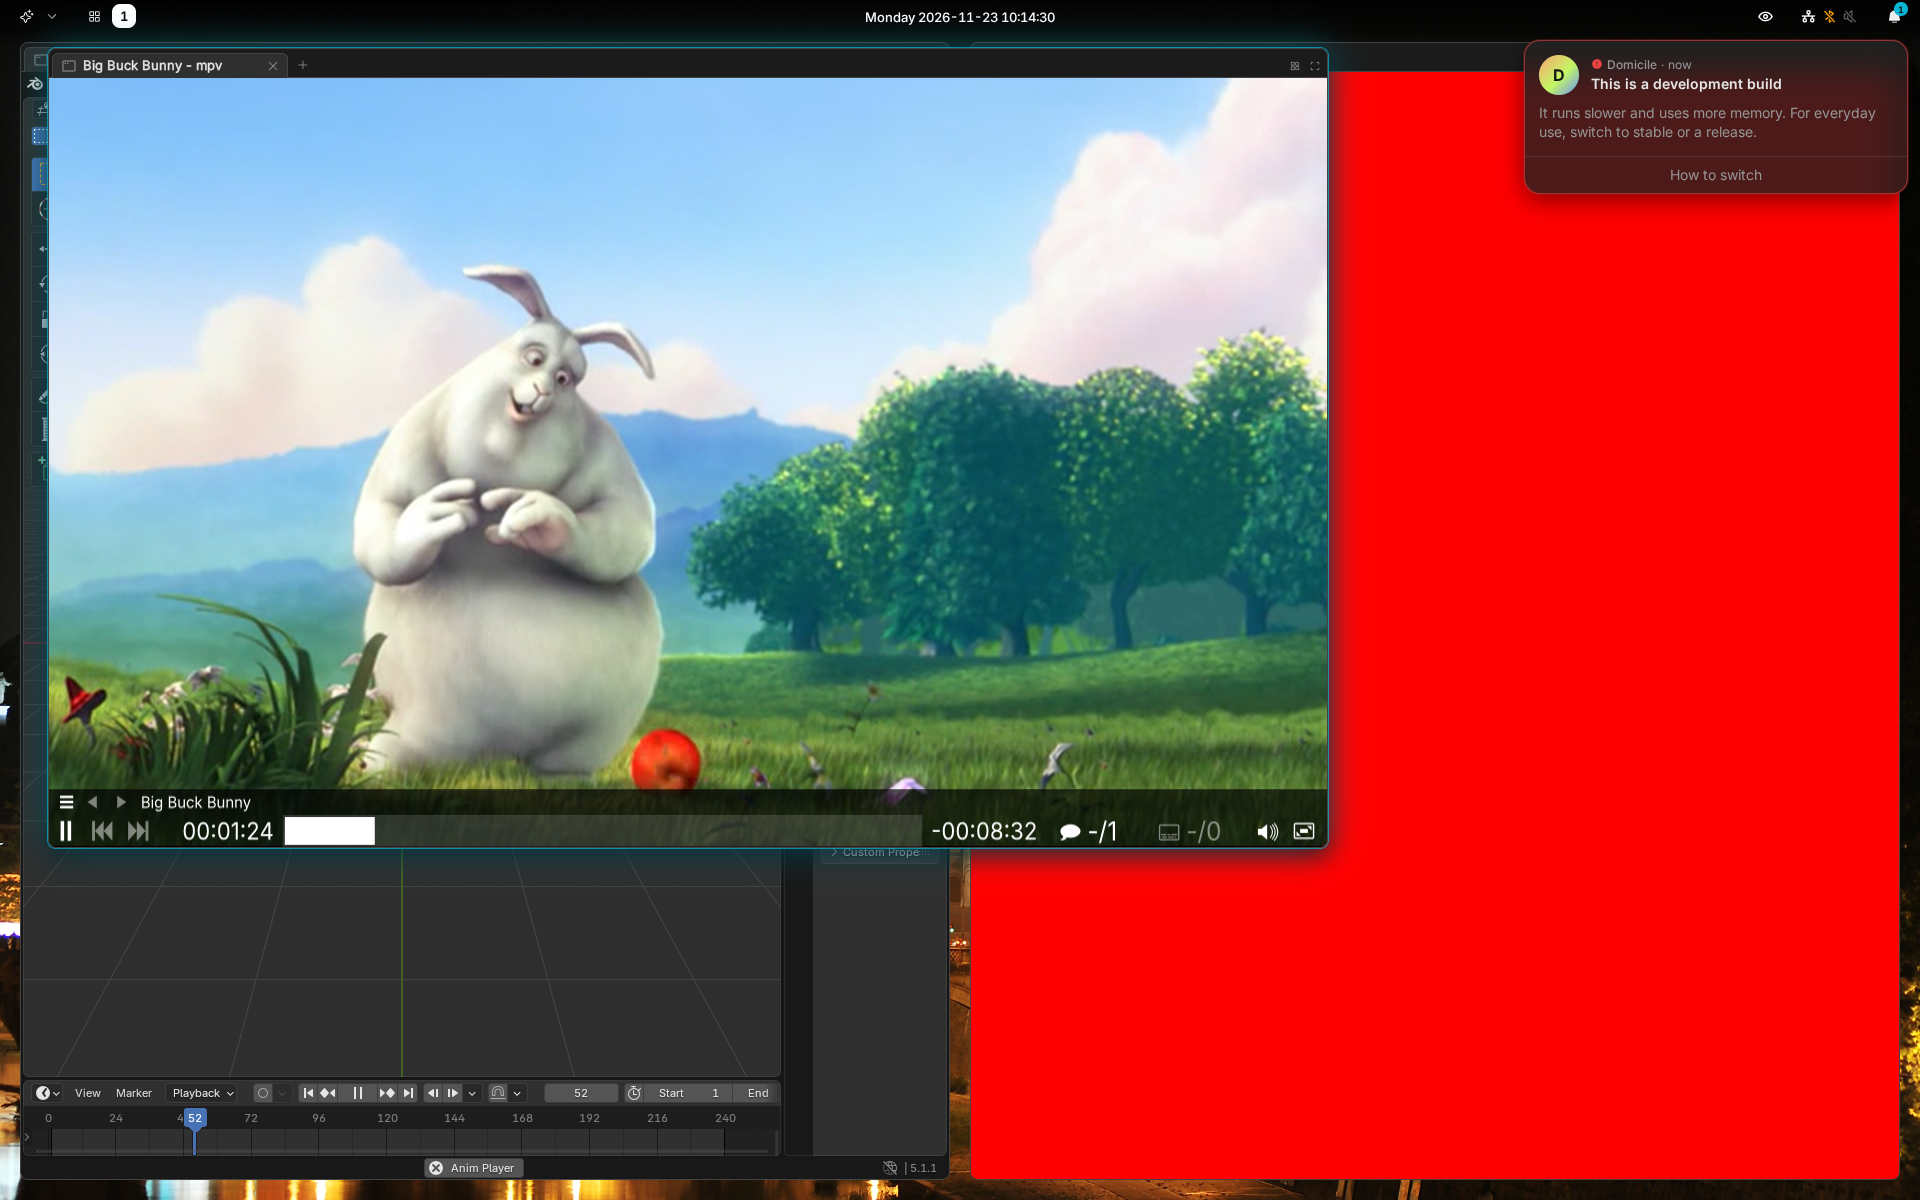 1
Monday 2026-11-23 10:14:30
1
Big Buck Bunny - mpv
D
Domicile · now
This is a development build
It runs slower and uses more memory. For everyday
use, switch to stable or a release.
How to switch
Big Buck Bunny
00:01:24
-00:08:32
-/1
-/0
Custom Prope
View
Marker
Playback
52
Start
1
End
0
24
4
52
72
96
120
144
168
192
216
240
Anim Player
5.1.1